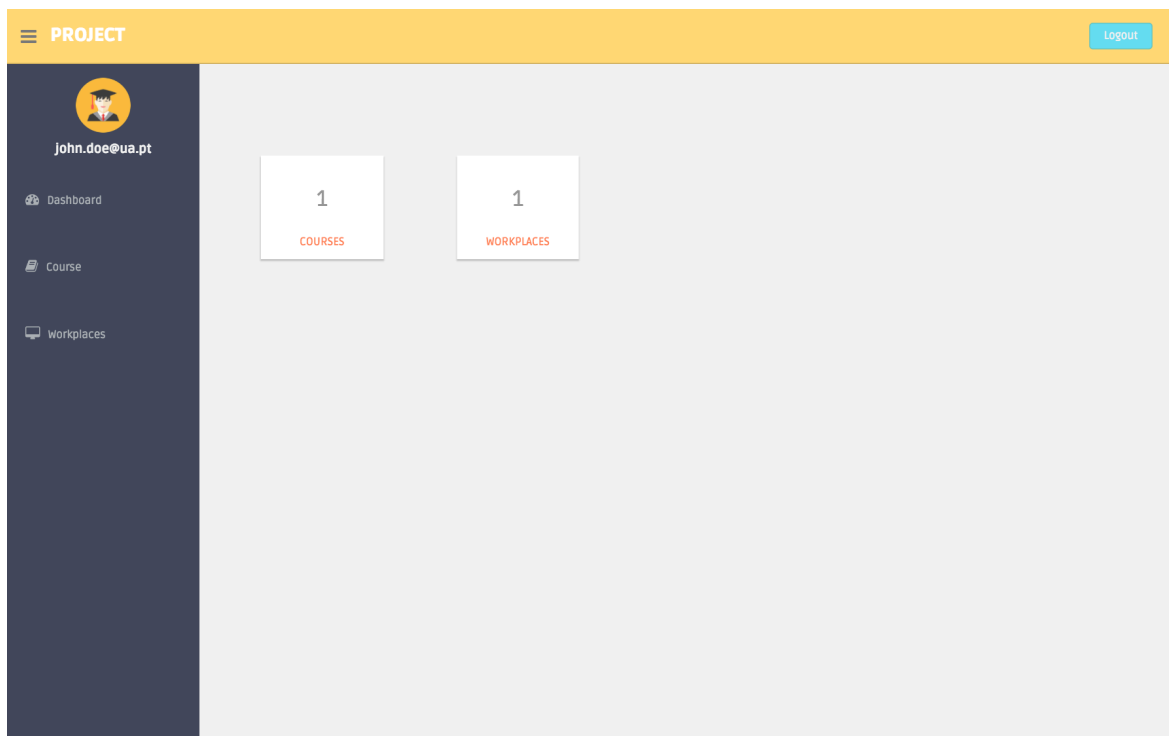 PROJECT
Logout
john.doe@ua.pt
Dashboard
Course
Workplaces
1
COURSES
1
WORKPLACES